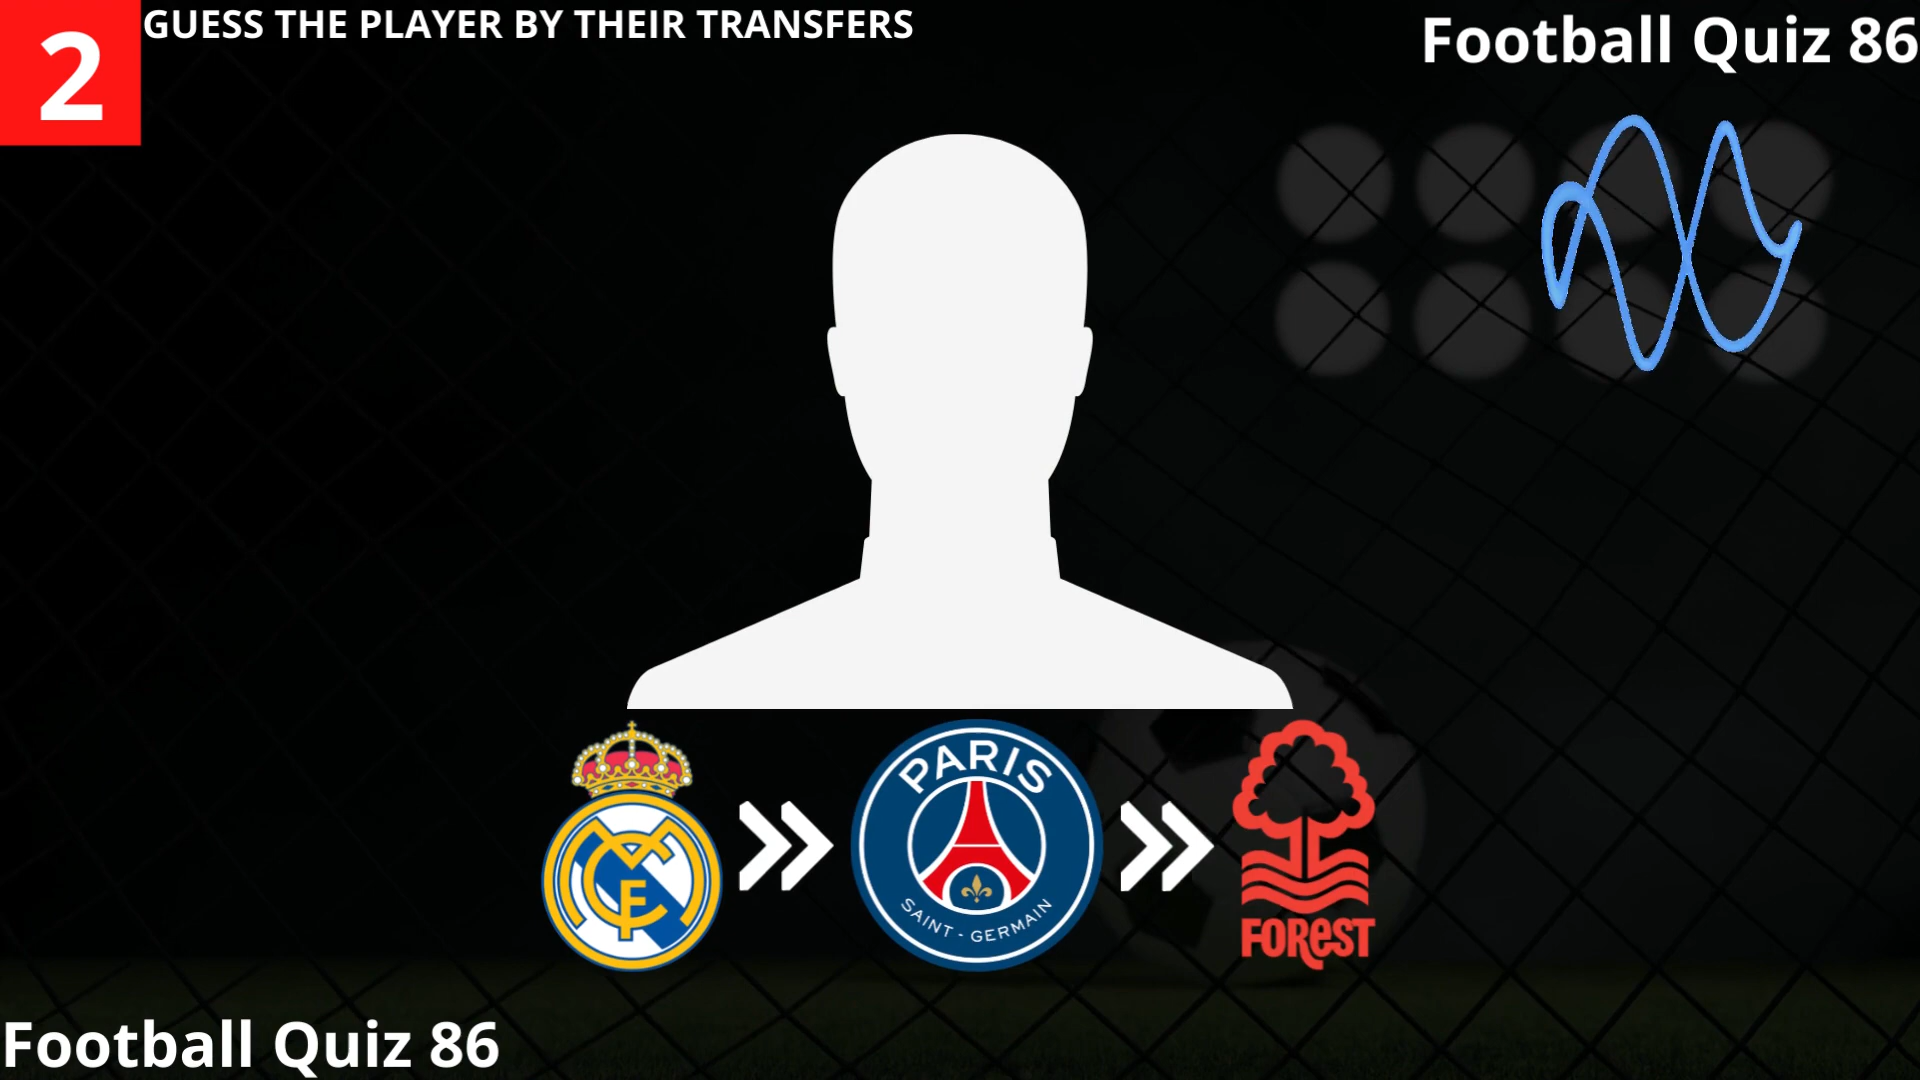 2
GUESS THE PLAYER BY THEIR TRANSFERS
Football Quiz 86
PARIS
SAINT - GERMAIN
FOREST
Football Quiz 86